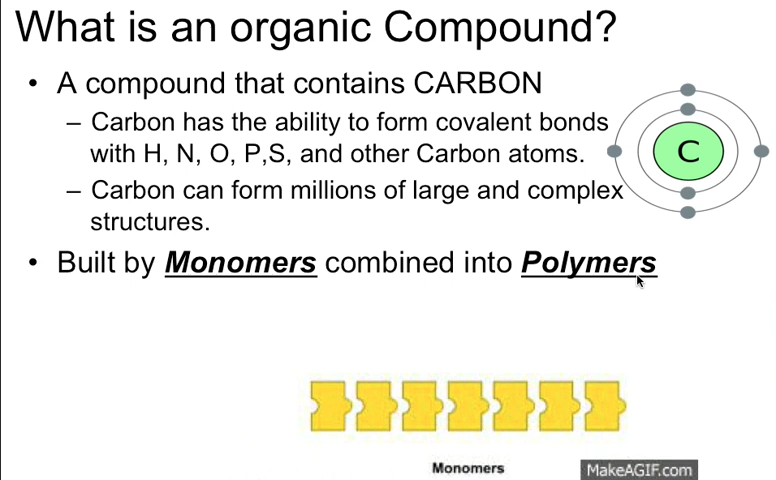 What is an organic Compound?
• A compound that contains CARBON
– Carbon has the ability to form covalent bonds
with H, N, O, P,S, and other Carbon atoms.
– Carbon can form millions of large and complex
structures.
• Built by Monomers combined into Polymers
C
Monomers
MakeAGIF.com